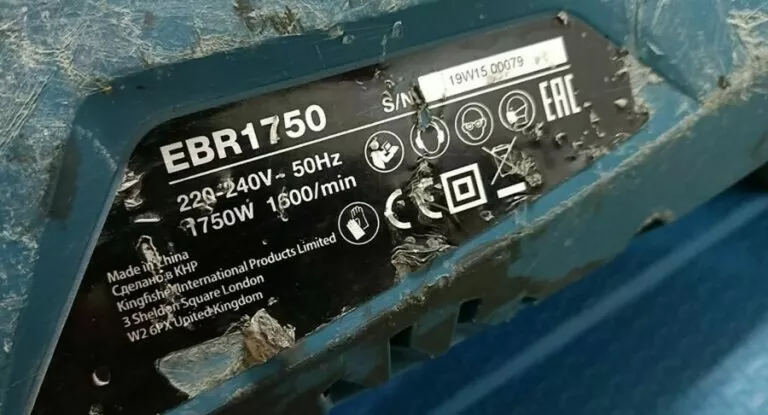 19W15 00079
S/N
EBR1750
EAC
220-240V~ 50Hz
1750W 1600/min
CE
Made in China
Сделано в КНР
Kingfisher International Products Limited
3 Sheldon Square London
W2 6PX United Kingdom